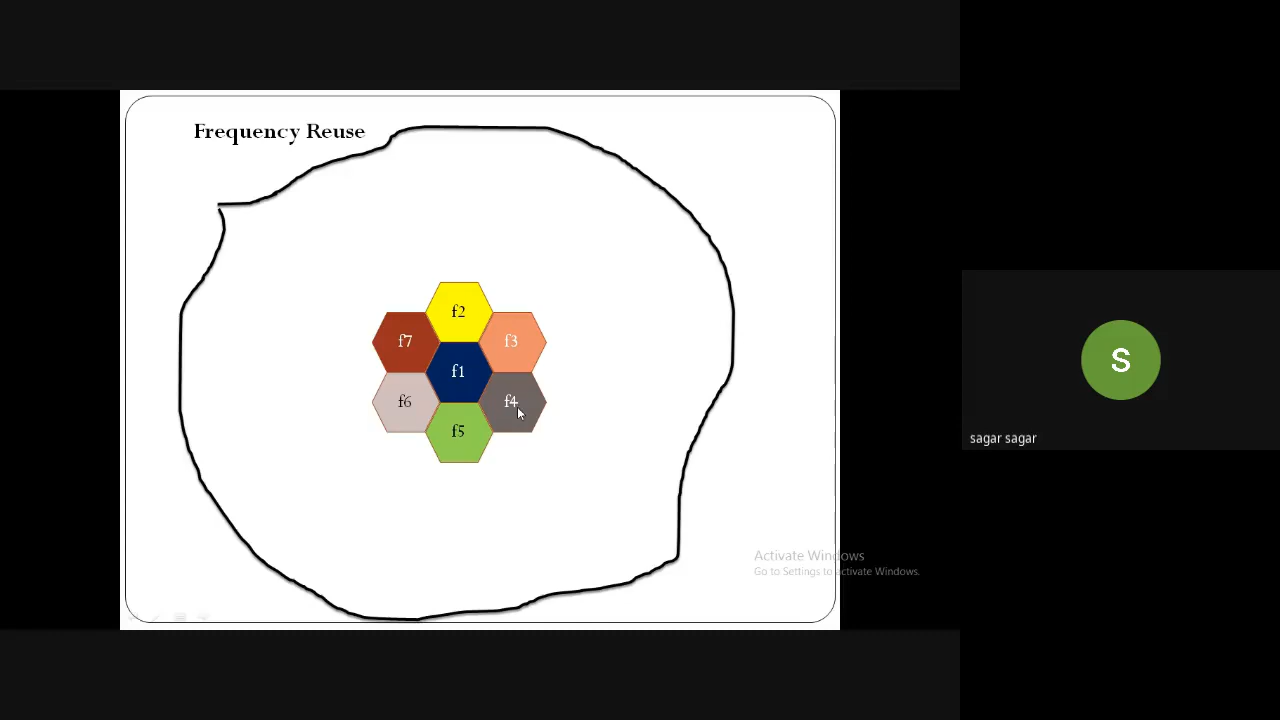 Frequency Reuse
f2
f7
f3
f1
f6
f4
f5
S
sagar sagar
Activate Windows
Go to Settings to activate Windows.